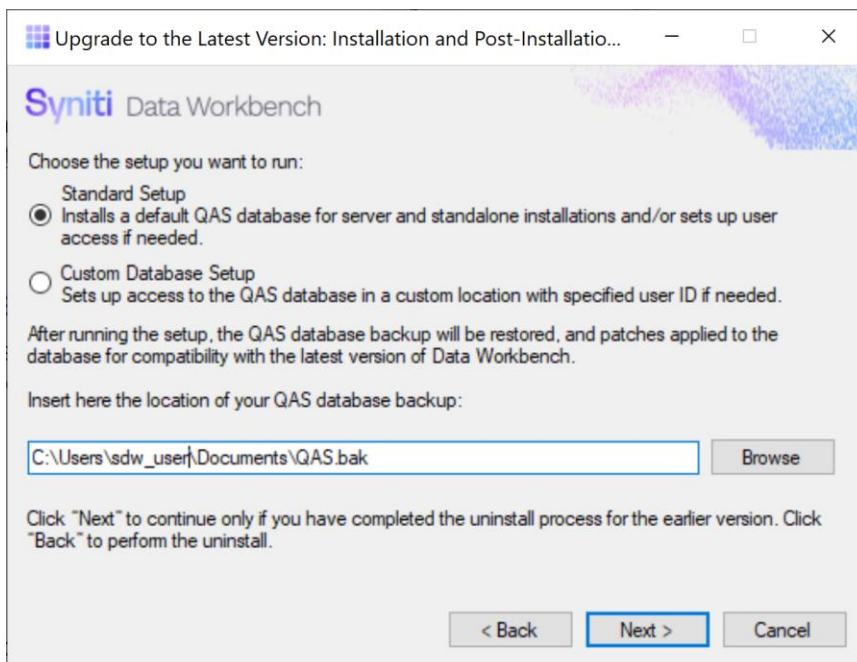 Upgrade to the Latest Version: Installation and Post-Installatio...
Syniti Data Workbench
Choose the setup you want to run:
Standard Setup
Installs a default QAS database for server and standalone installations and/or sets up user
access if needed.
Custom Database Setup
Sets up access to the QAS database in a custom location with specified user ID if needed.
After running the setup, the QAS database backup will be restored, and patches applied to the
database for compatibility with the latest version of Data Workbench.
Insert here the location of your QAS database backup:
C:\Users\sdw_user\Documents\QAS.bak
Browse
Click "Next" to continue only if you have completed the uninstall process for the earlier version. Click
"Back" to perform the uninstall.
< Back
Next >
Cancel